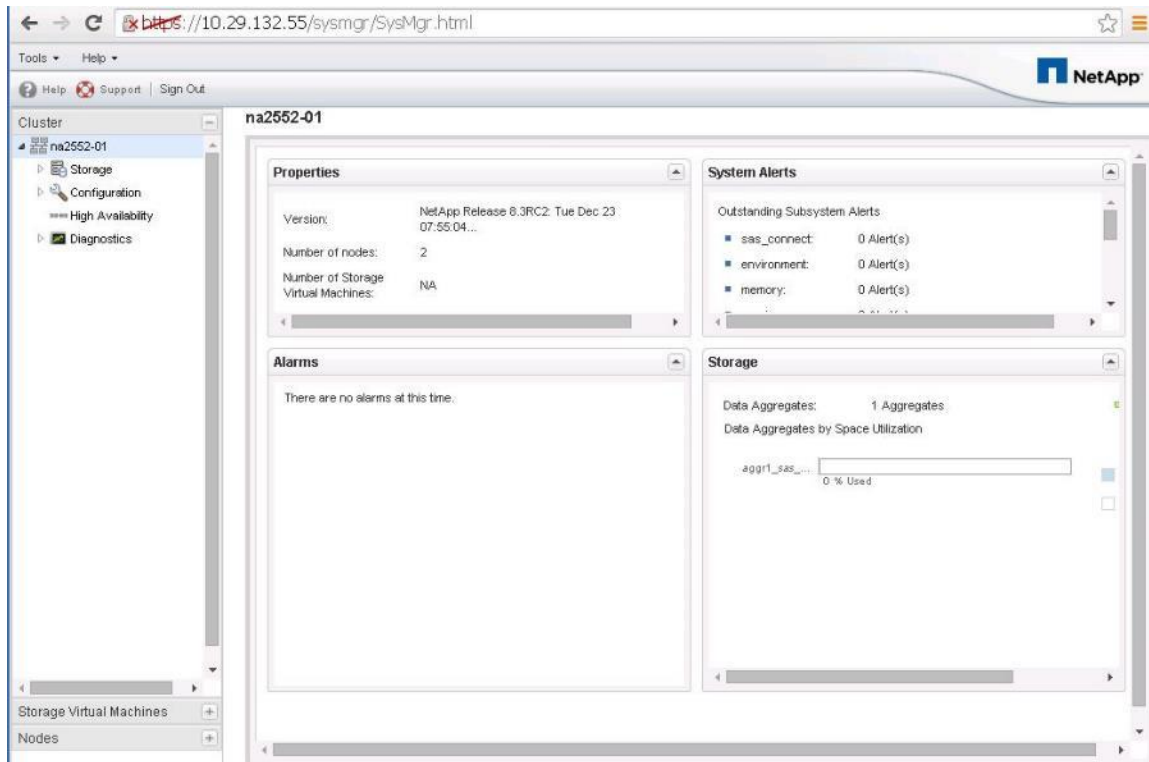 https://10.29.132.55/sysmgr/SysMgr.html
Tools Help
Help Support | Sign Out
NetApp
Cluster
na2552-01
Storage
Configuration
High Availability
Diagnostics
Storage Virtual Machines
Nodes
na2552-01
Properties
Version: NetApp Release 8.3RC2: Tue Dec 23
07:55:04...
Number of nodes: 2
Number of Storage
Virtual Machines: NA
System Alerts
Outstanding Subsystem Alerts
sas_connect: 0 Alert(s)
environment: 0 Alert(s)
memory: 0 Alert(s)
Alarms
There are no alarms at this time.
Storage
Data Aggregates: 1 Aggregates
Data Aggregates by Space Utilization
aggr1_sas_...
0 % Used